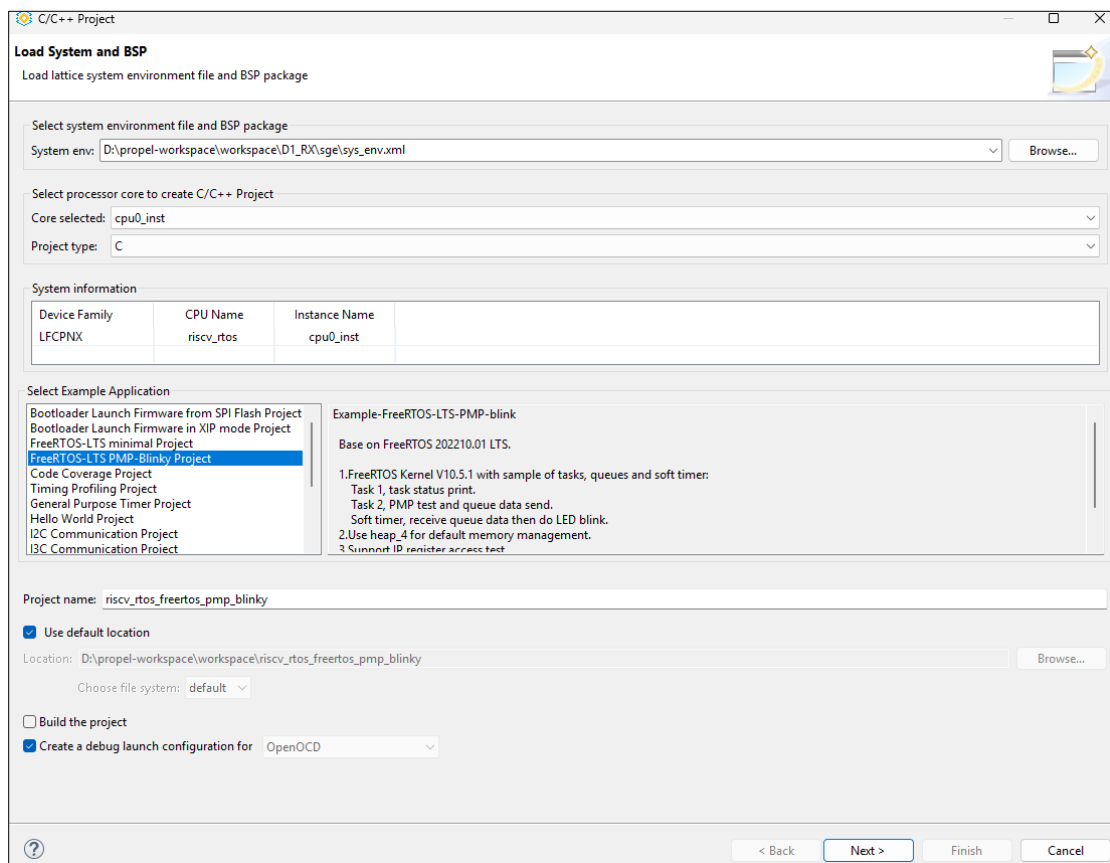 C/C++ Project
Load System and BSP
Load lattice system environment file and BSP package
Select system environment file and BSP package
System env: D:\propel-workspace\workspace\D1_RX\sge\sys_env.xml Browse...
Select processor core to create C/C++ Project
Core selected: cpu0_inst
Project type: C
System information
Device Family CPU Name Instance Name
LFCPNX riscv_rtos cpu0_inst
Select Example Application
Bootloader Launch Firmware from SPI Flash Project
Bootloader Launch Firmware in XIP mode Project
FreeRTOS-LTS minimal Project
FreeRTOS-LTS PMP-Blinky Project
Code Coverage Project
Timing Profiling Project
General Purpose Timer Project
Hello World Project
I2C Communication Project
I3C Communication Project
Example-FreeRTOS-LTS-PMP-blink
Base on FreeRTOS 202210.01 LTS.
1.FreeRTOS Kernel V10.5.1 with sample of tasks, queues and soft timer:
Task 1, task status print.
Task 2, PMP test and queue data send.
Soft timer, receive queue data then do LED blink.
2.Use heap_4 for default memory management.
3.Support IP register access test
Project name: riscv_rtos_freertos_pmp_blinky
Use default location
Location: D:\propel-workspace\workspace\riscv_rtos_freertos_pmp_blinky Browse...
Choose file system: default
Build the project
Create a debug launch configuration for OpenOCD
? < Back Next > Finish Cancel